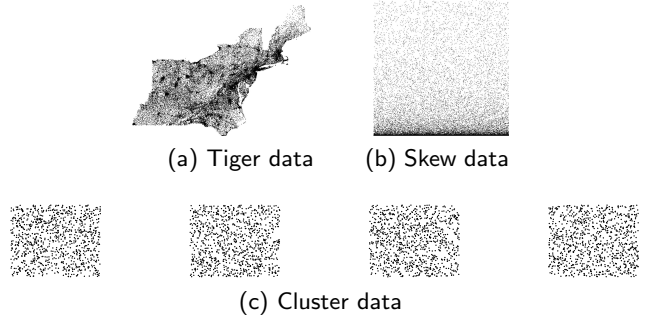 (a) Tiger data
(b) Skew data
(c) Cluster data